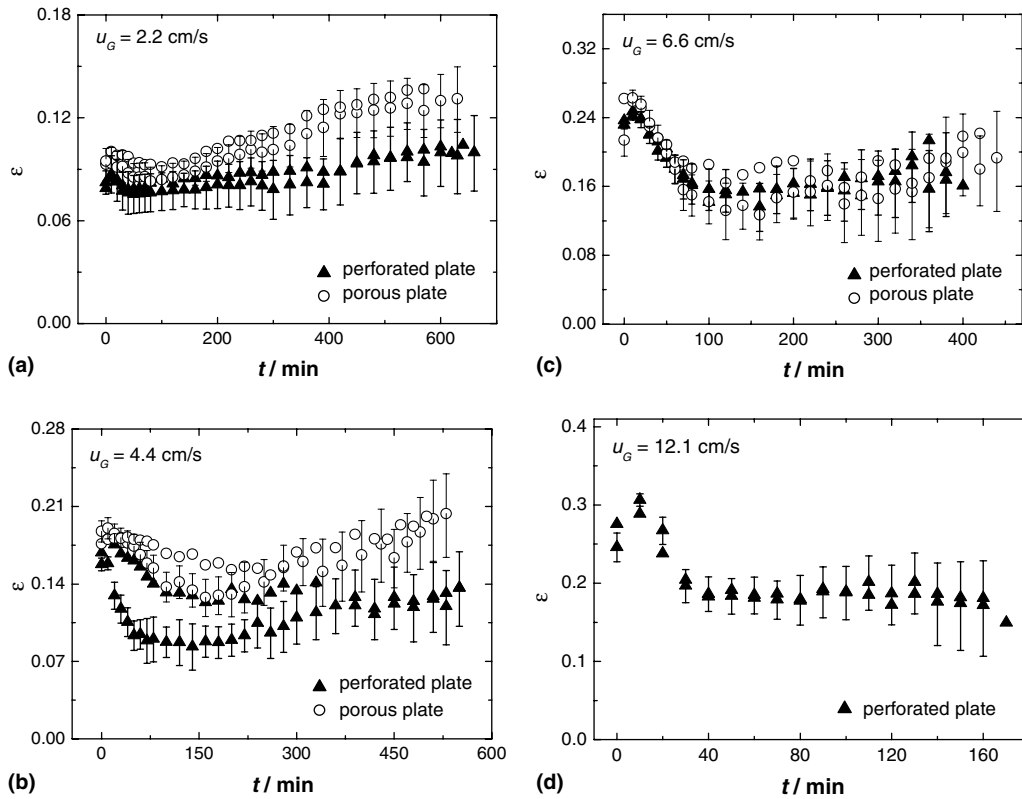 0.18
0.12
0.06
0.00
ε
u_G = 2.2 cm/s
perforated plate
porous plate
0 200 400 600
t / min
(a)
0.36
0.24
0.12
0.00
ε
u_G = 6.6 cm/s
perforated plate
porous plate
0 100 200 300 400
t / min
(c)
0.28
0.21
0.14
0.07
0.00
ε
u_G = 4.4 cm/s
perforated plate
porous plate
0 150 300 450 600
t / min
(b)
0.4
0.3
0.2
0.1
0.0
ε
u_G = 12.1 cm/s
perforated plate
0 40 80 120 160
t / min
(d)